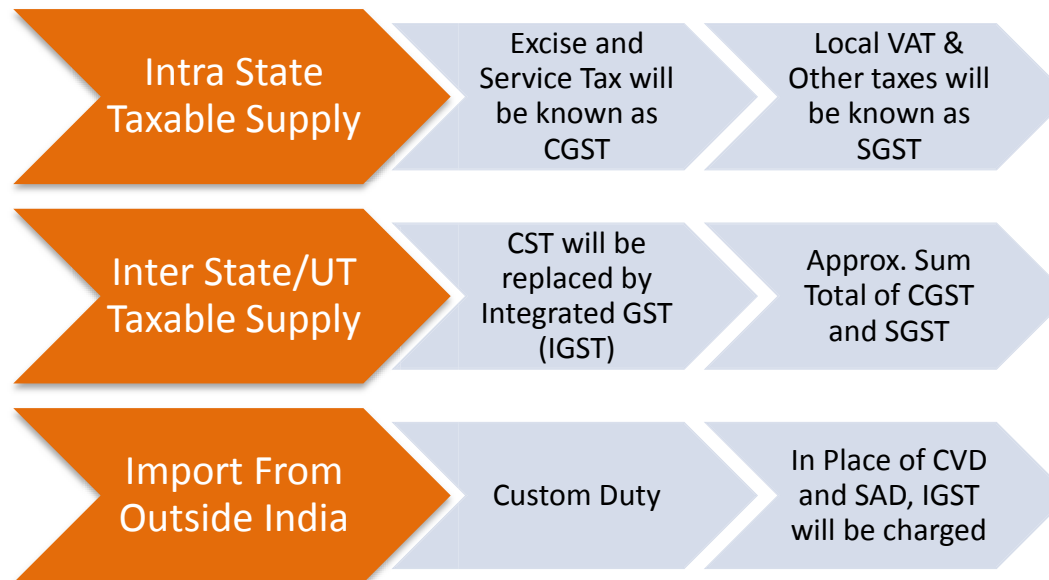 Intra State
Taxable Supply
Excise and
Service Tax will
be known as
CGST
Local VAT &
Other taxes will
be known as
SGST
Inter State/UT
Taxable Supply
CST will be
replaced by
Integrated GST
(IGST)
Approx. Sum
Total of CGST
and SGST
Import From
Outside India
Custom Duty
In Place of CVD
and SAD, IGST
will be charged